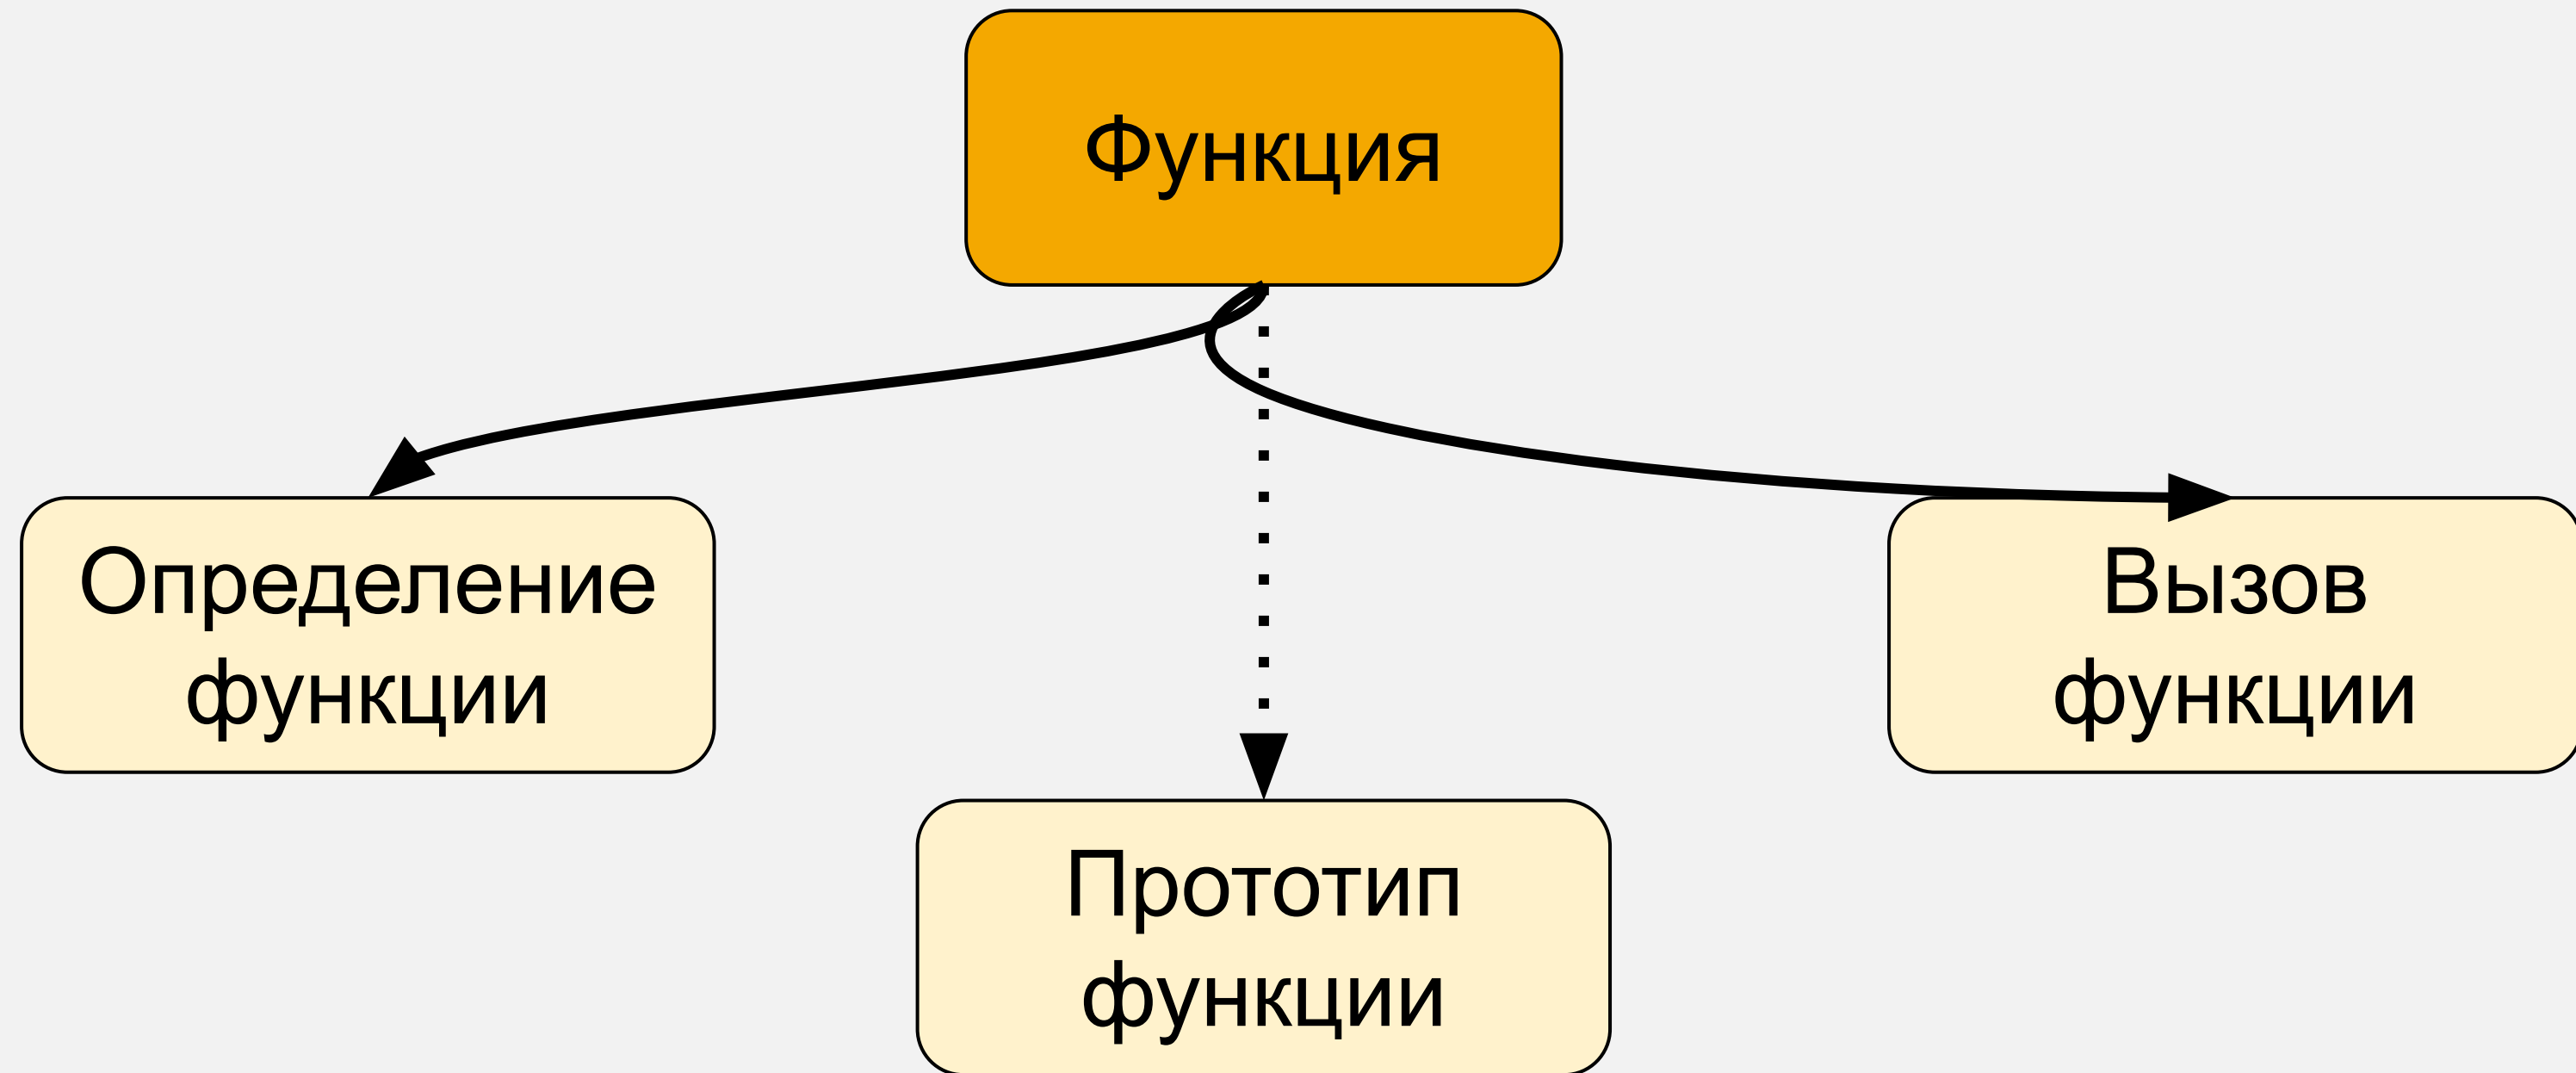 Функция
Определение
функции
Вызов
функции
Прототип
функции